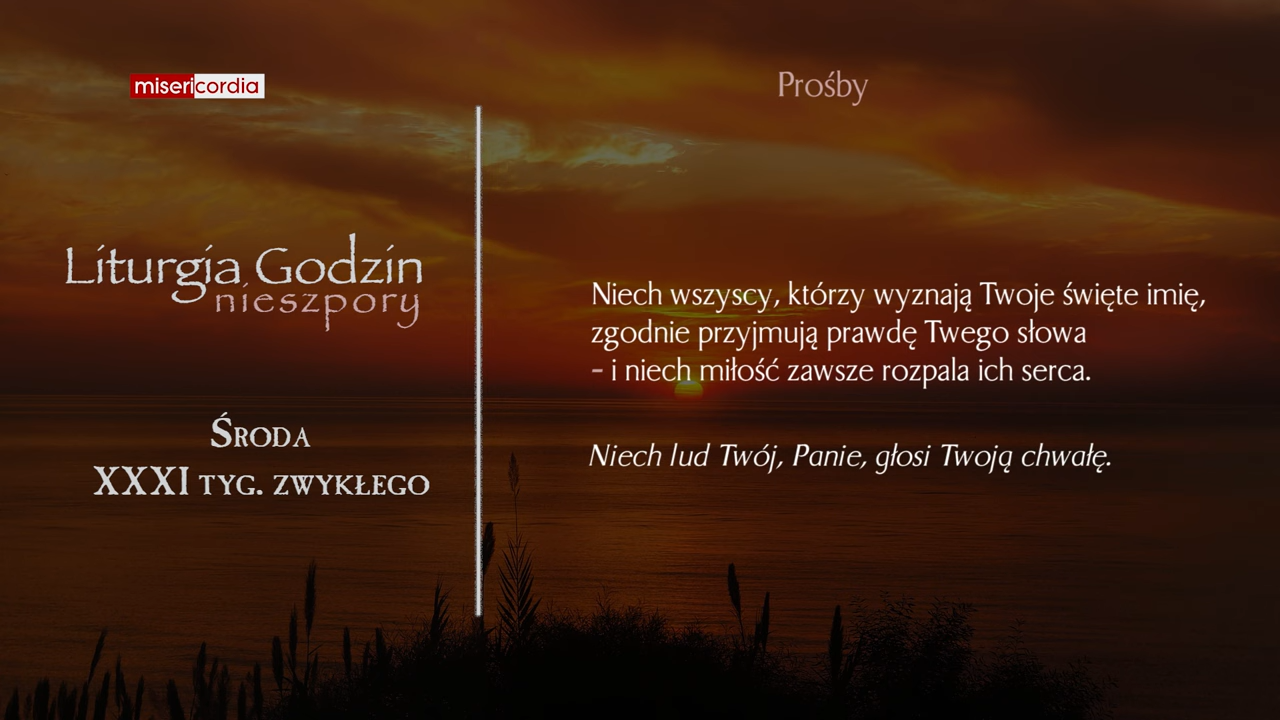 misericordia
Prośby
Liturgia Godzin
nieszpory
Środa
XXXI tyg. zwykłego
Niech wszyscy, którzy wyznają Twoje święte imię,
zgodnie przyjmują prawdę Twego słowa
- i niech miłość zawsze rozpala ich serca.
Niech lud Twój, Panie, głosi Twoją chwałę.